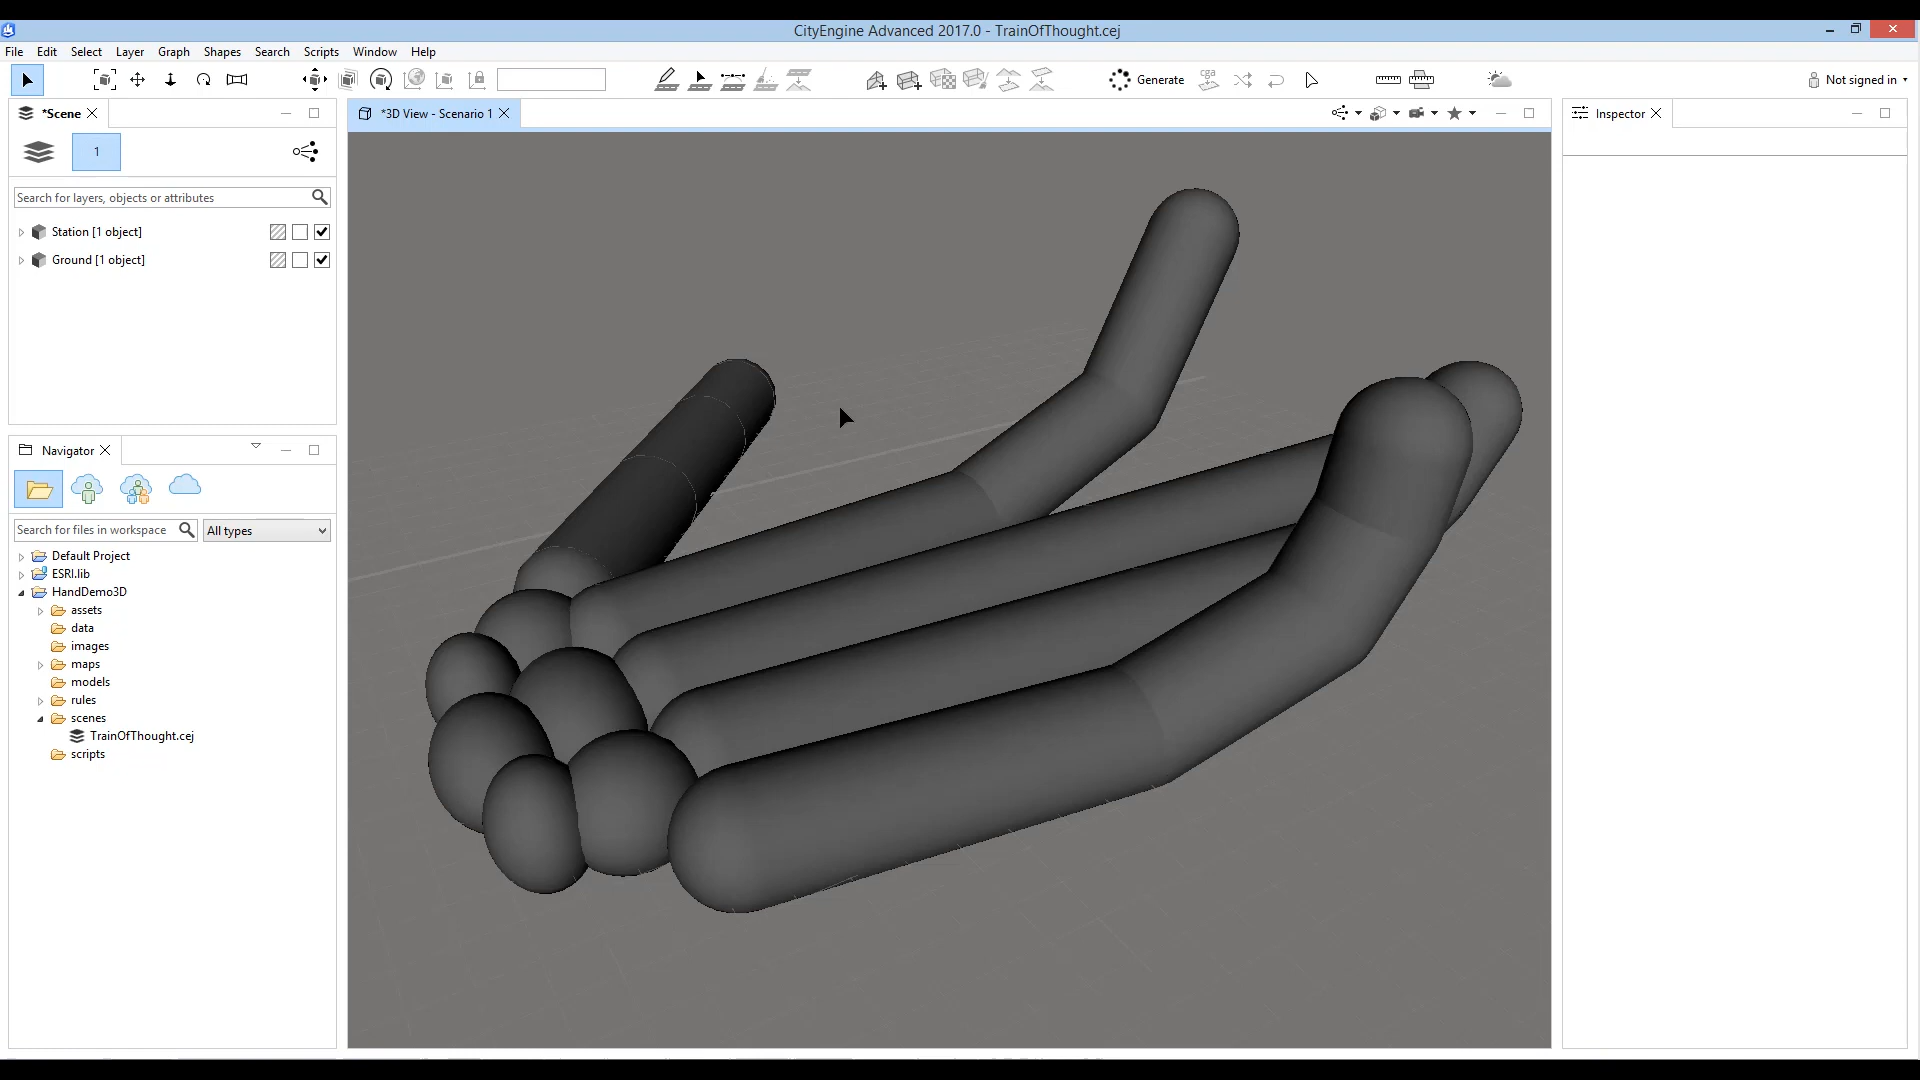 CityEngine Advanced 2017.0 - TrainOfThought.cej
File Edit Select Layer Graph Shapes Search Scripts Window Help
Generate
Not signed in
*Scene
*3D View - Scenario 1
Inspector
1
Search for layers, objects or attributes
Station [1 object]
Ground [1 object]
Navigator
Search for files in workspace
All types
Default Project
ESRI.lib
HandDemo3D
assets
data
images
maps
models
rules
scenes
TrainOfThought.cej
scripts